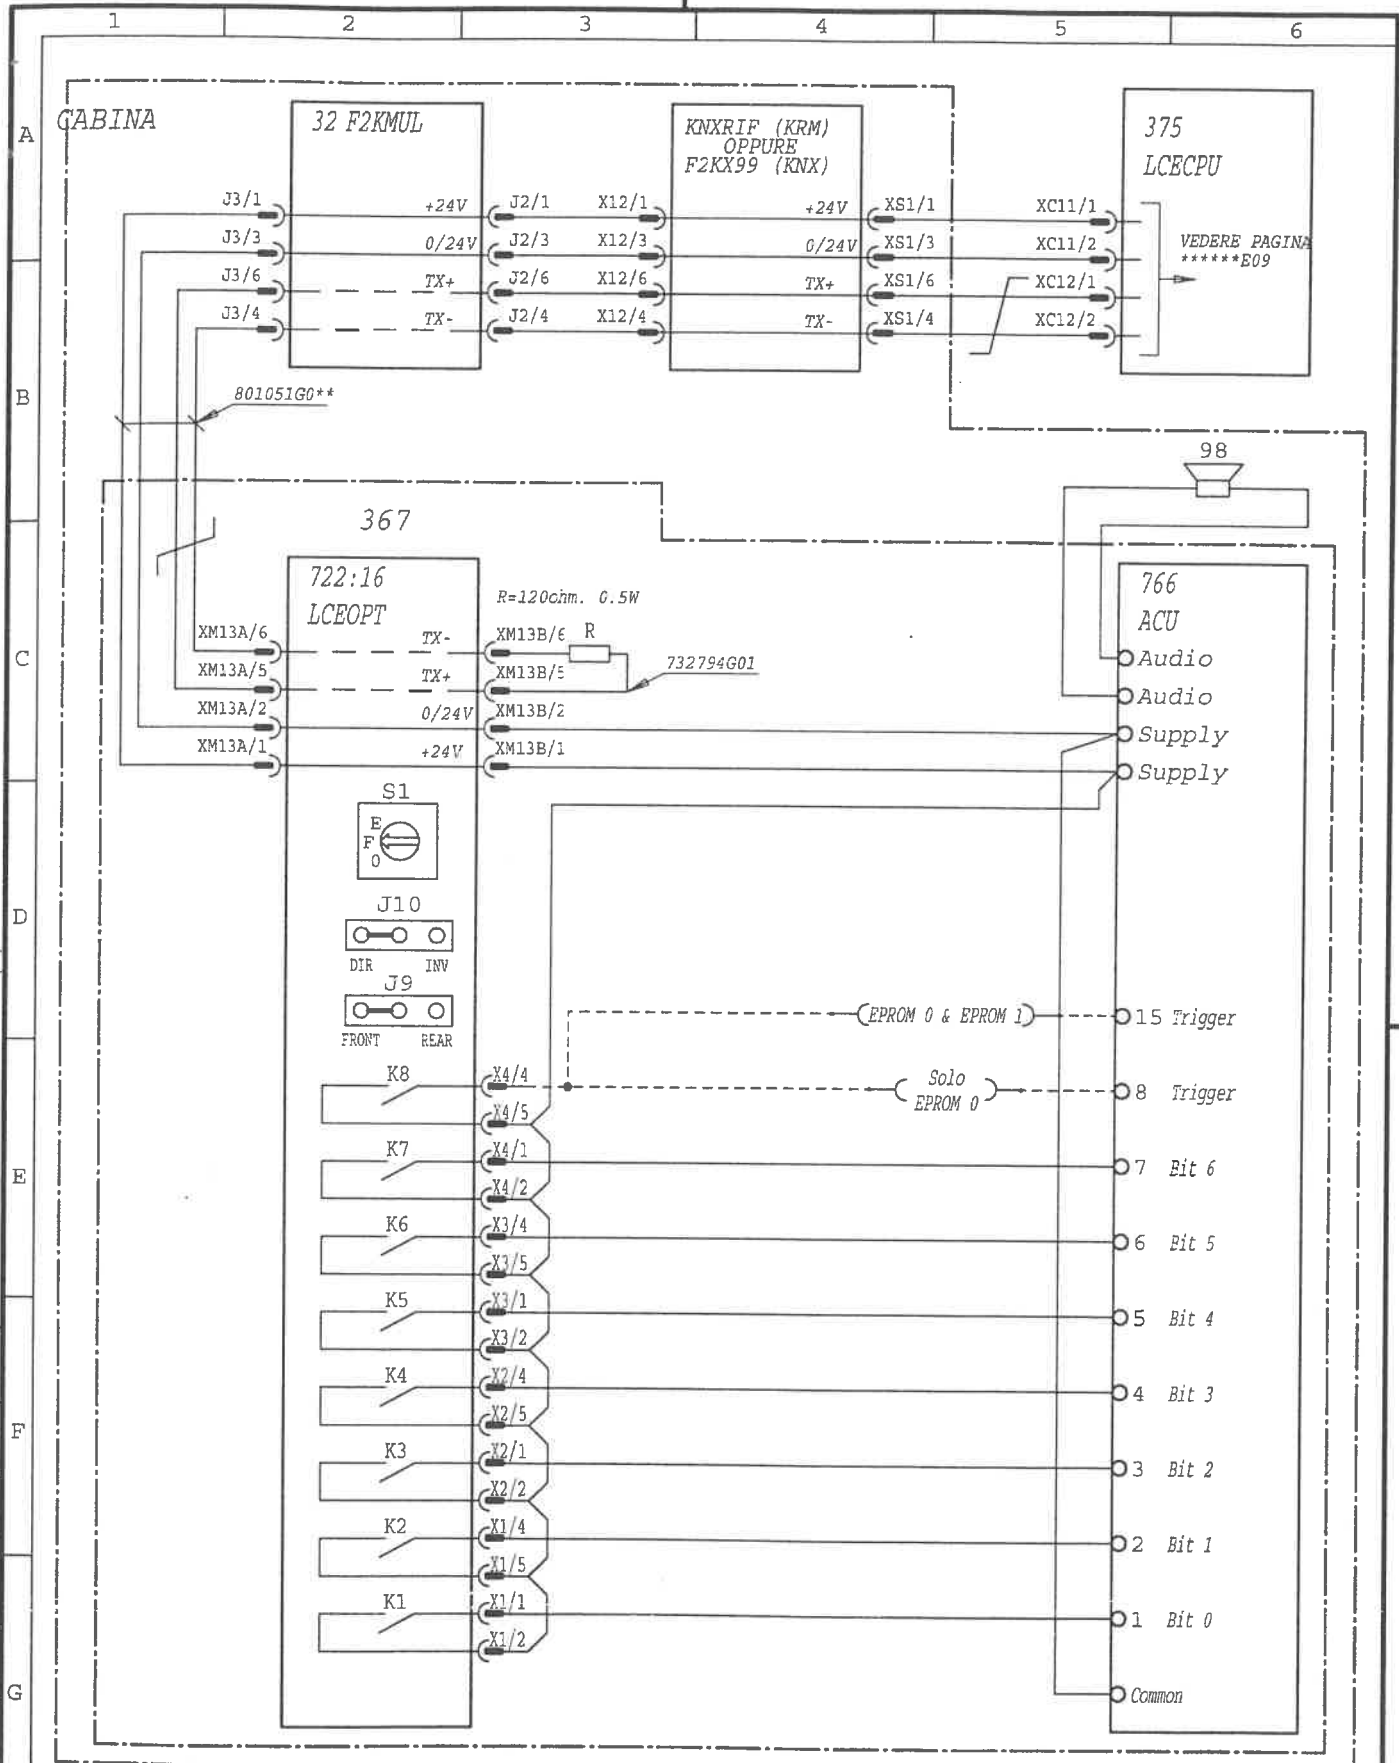 1 2 3 4 5 6
A
CABINA
32 F2KMUL
KNXRIF (KRM)
OPPURE
F2KX99 (KNX)
375
LCECPU
J3/1 +24V J2/1 X12/1 +24V XS1/1 XC11/1
J3/3 0/24V J2/3 X12/3 0/24V XS1/3 XC11/2
J3/6 TX+ J2/6 X12/6 TX+ XS1/6 XC12/1
J3/4 TX- J2/4 X12/4 TX- XS1/4 XC12/2
VEDERE PAGINA
******E09
B
801051G0**
98
367
722:16
LCEOPT
R=120ohm. 0.5W
766
ACU
C
XM13A/6 TX- XM13B/6 R
XM13A/5 TX+ XM13B/5 732794G01
XM13A/2 0/24V XM13B/2
XM13A/1 +24V XM13B/1
Audio
Audio
Supply
Supply
S1
E
F
0
D
J10
DIR INV
J9
FRONT REAR
EPROM 0 & EPROM 1 15 Trigger
K8 X4/4 Solo
EPROM 0 8 Trigger
X4/5
E
K7 X4/1 7 Bit 6
X4/2
K6 X3/4 6 Bit 5
X3/5
K5 X3/1 5 Bit 4
X3/2
K4 X2/4 4 Bit 3
F
X2/5
K3 X2/1 3 Bit 2
X2/2
K2 X1/4 2 Bit 1
X1/5
K1 X1/1 1 Bit 0
X1/2
G
Common